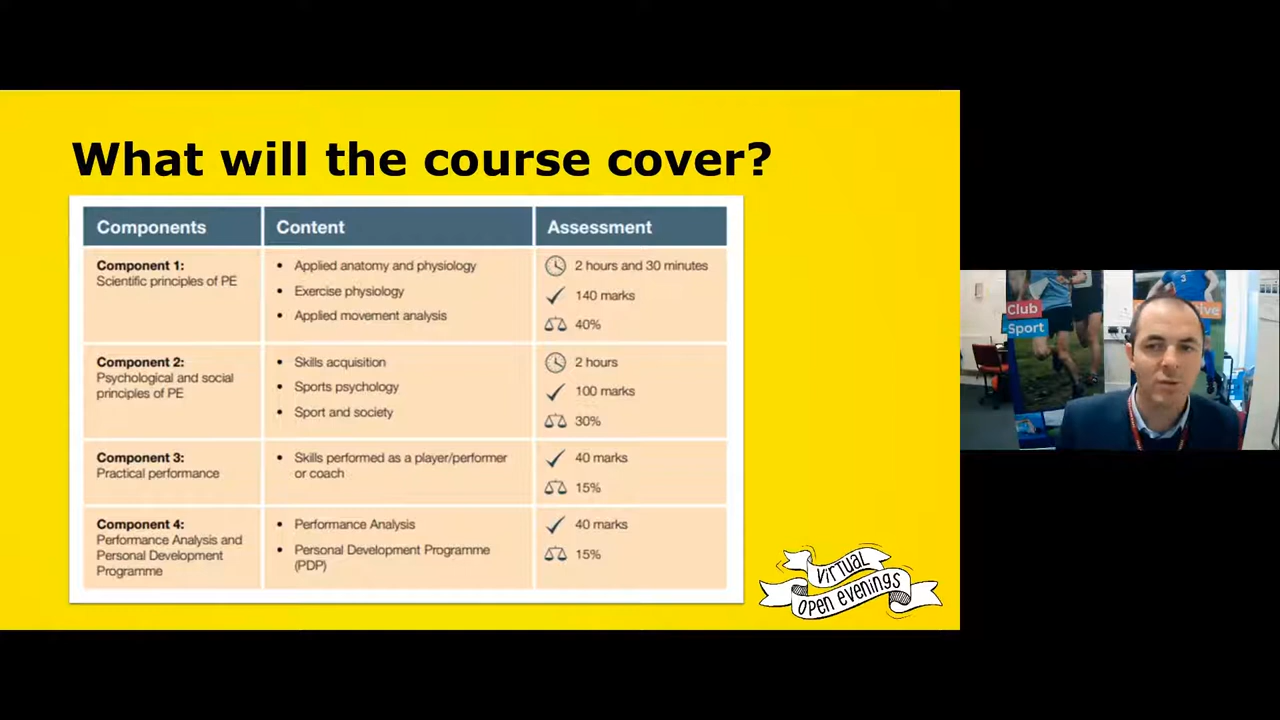 What will the course cover?
Components Content Assessment
Component 1:
Scientific principles of PE
• Applied anatomy and physiology
• Exercise physiology
• Applied movement analysis
2 hours and 30 minutes
140 marks
40%
Component 2:
Psychological and social
principles of PE
• Skills acquisition
• Sports psychology
• Sport and society
2 hours
100 marks
30%
Component 3:
Practical performance
• Skills performed as a player/performer
or coach
40 marks
15%
Component 4:
Performance Analysis and
Personal Development
Programme
• Performance Analysis
• Personal Development Programme
(PDP)
40 marks
15%
VIRTUAL
OPEN EVENINGS
Club
Sport